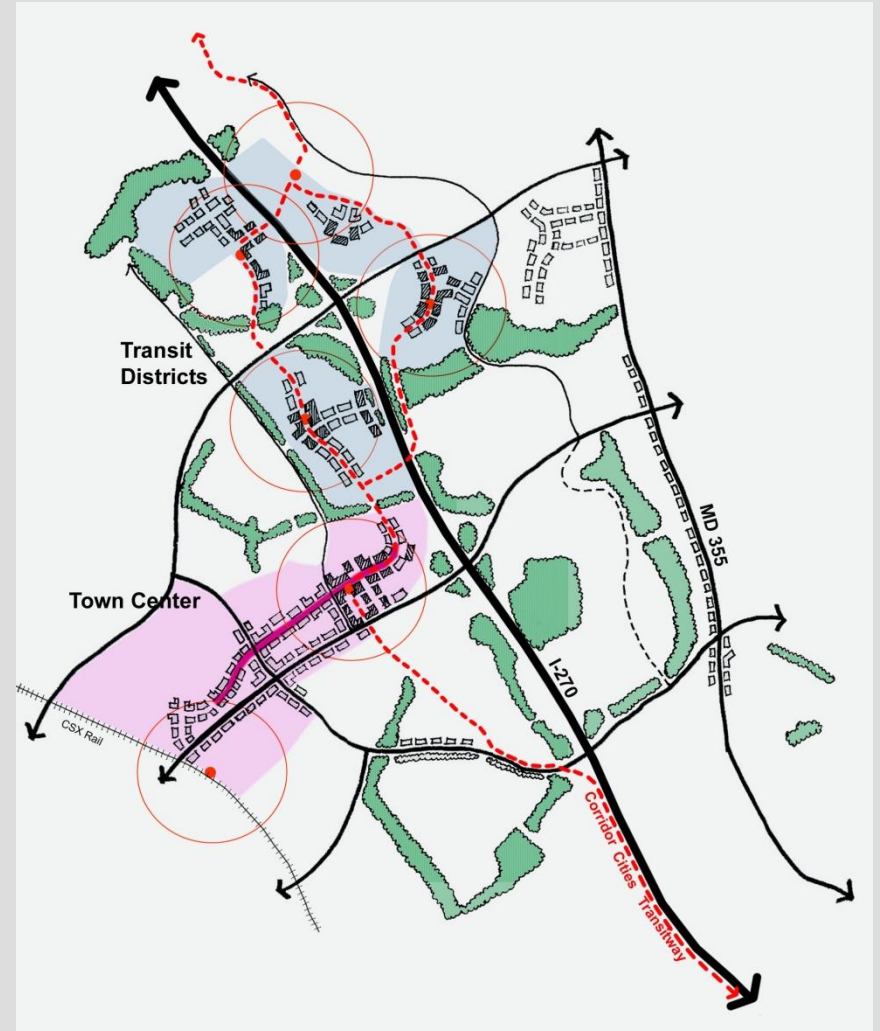 Transit
Districts
MD 355
Town Center
I-270
CSX Rail
Corridor Cities Transitway